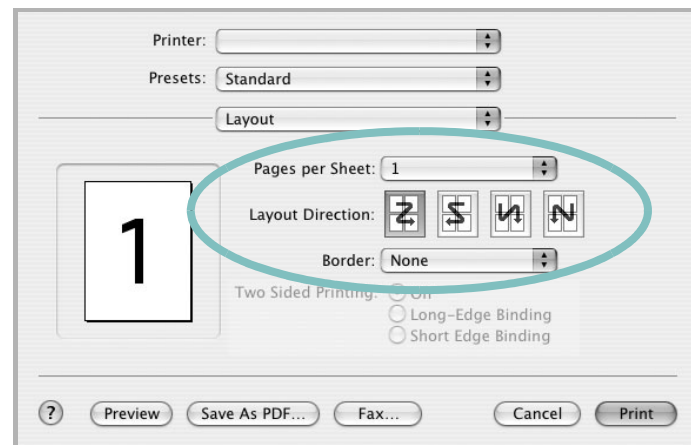 Printer:
Presets: Standard
Layout
Pages per Sheet: 1
Layout Direction:
Border: None
1
Two Sided Printing: Off
Long-Edge Binding
Short Edge Binding
? Preview Save As PDF... Fax... Cancel Print